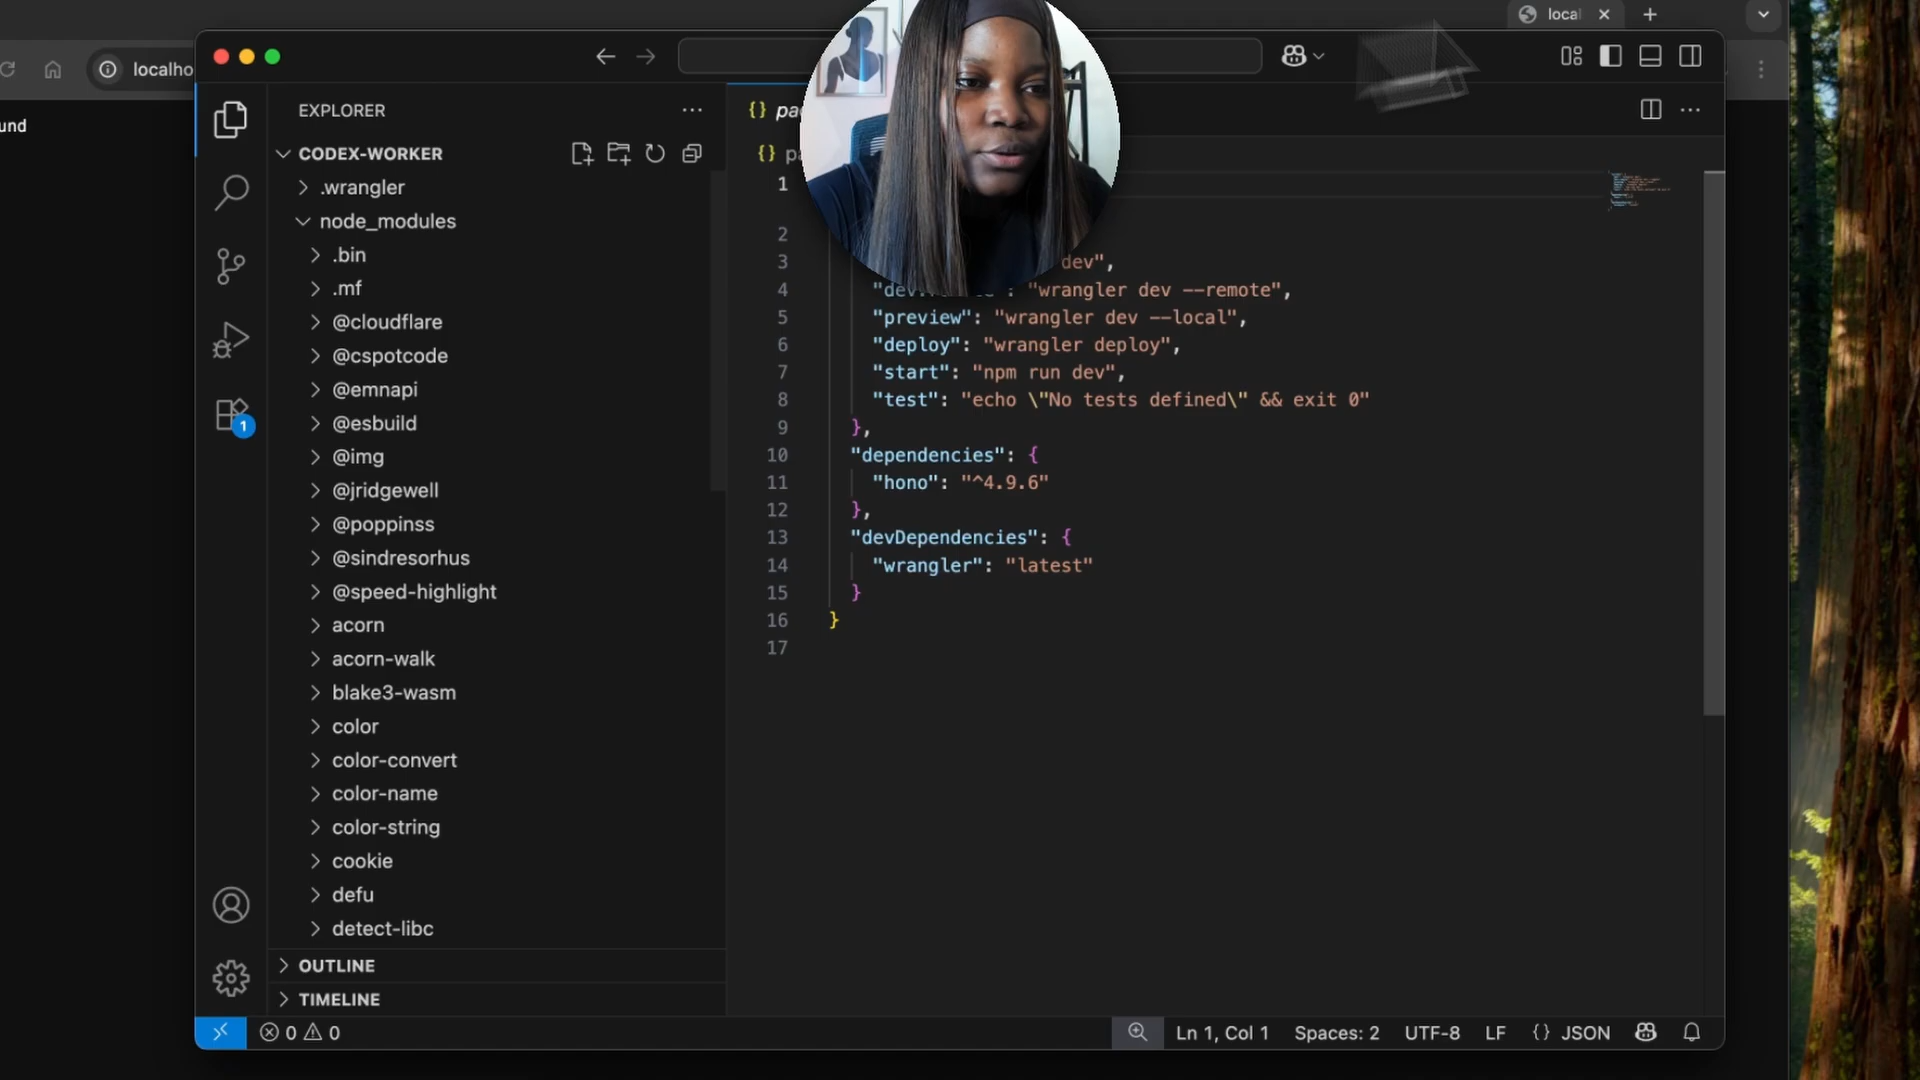 local
localho
und
EXPLORER
CODEX-WORKER
.wrangler
node_modules
.bin
.mf
@cloudflare
@cspotcode
@emnapi
@esbuild
@img
@jridgewell
@poppinss
@sindresorhus
@speed-highlight
acorn
acorn-walk
blake3-wasm
color
color-convert
color-name
color-string
cookie
defu
detect-libc
OUTLINE
TIMELINE
1
{} pac
{} p
1
2
3 dev",
4 "wrangler dev --remote",
5 "preview": "wrangler dev --local",
6 "deploy": "wrangler deploy",
7 "start": "npm run dev",
8 "test": "echo \"No tests defined\" && exit 0"
9 },
10 "dependencies": {
11 "hono": "^4.9.6"
12 },
13 "devDependencies": {
14 "wrangler": "latest"
15 }
16 }
17
0 0
Ln 1, Col 1 Spaces: 2 UTF-8 LF {} JSON